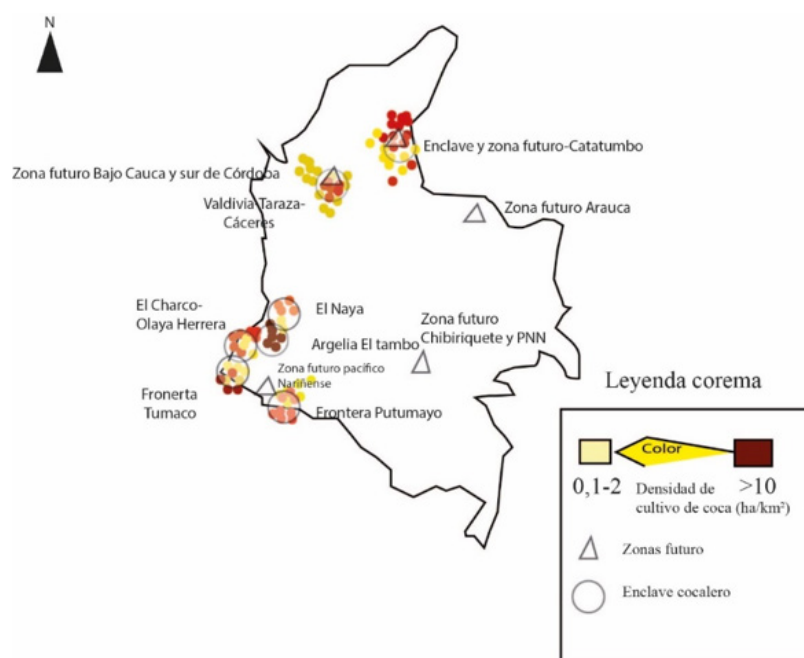 N
Enclave y zona futuro-Catatumbo
Zona futuro Bajo Cauca y sur de Córdoba
Valdivia-Taraza-
Cáceres
Zona futuro Arauca
El Charco-
Olaya Herrera
El Naya
Argelia El tambo
Zona futuro
Chibiriquete y PNN
Zona futuro pacífico
Nariñense
Fronerta
Tumaco
Frontera Putumayo
Leyenda corema
Color
0,1-2
Densidad de
cultivo de coca (ha/km²)
>10
Zonas futuro
Enclave cocalero